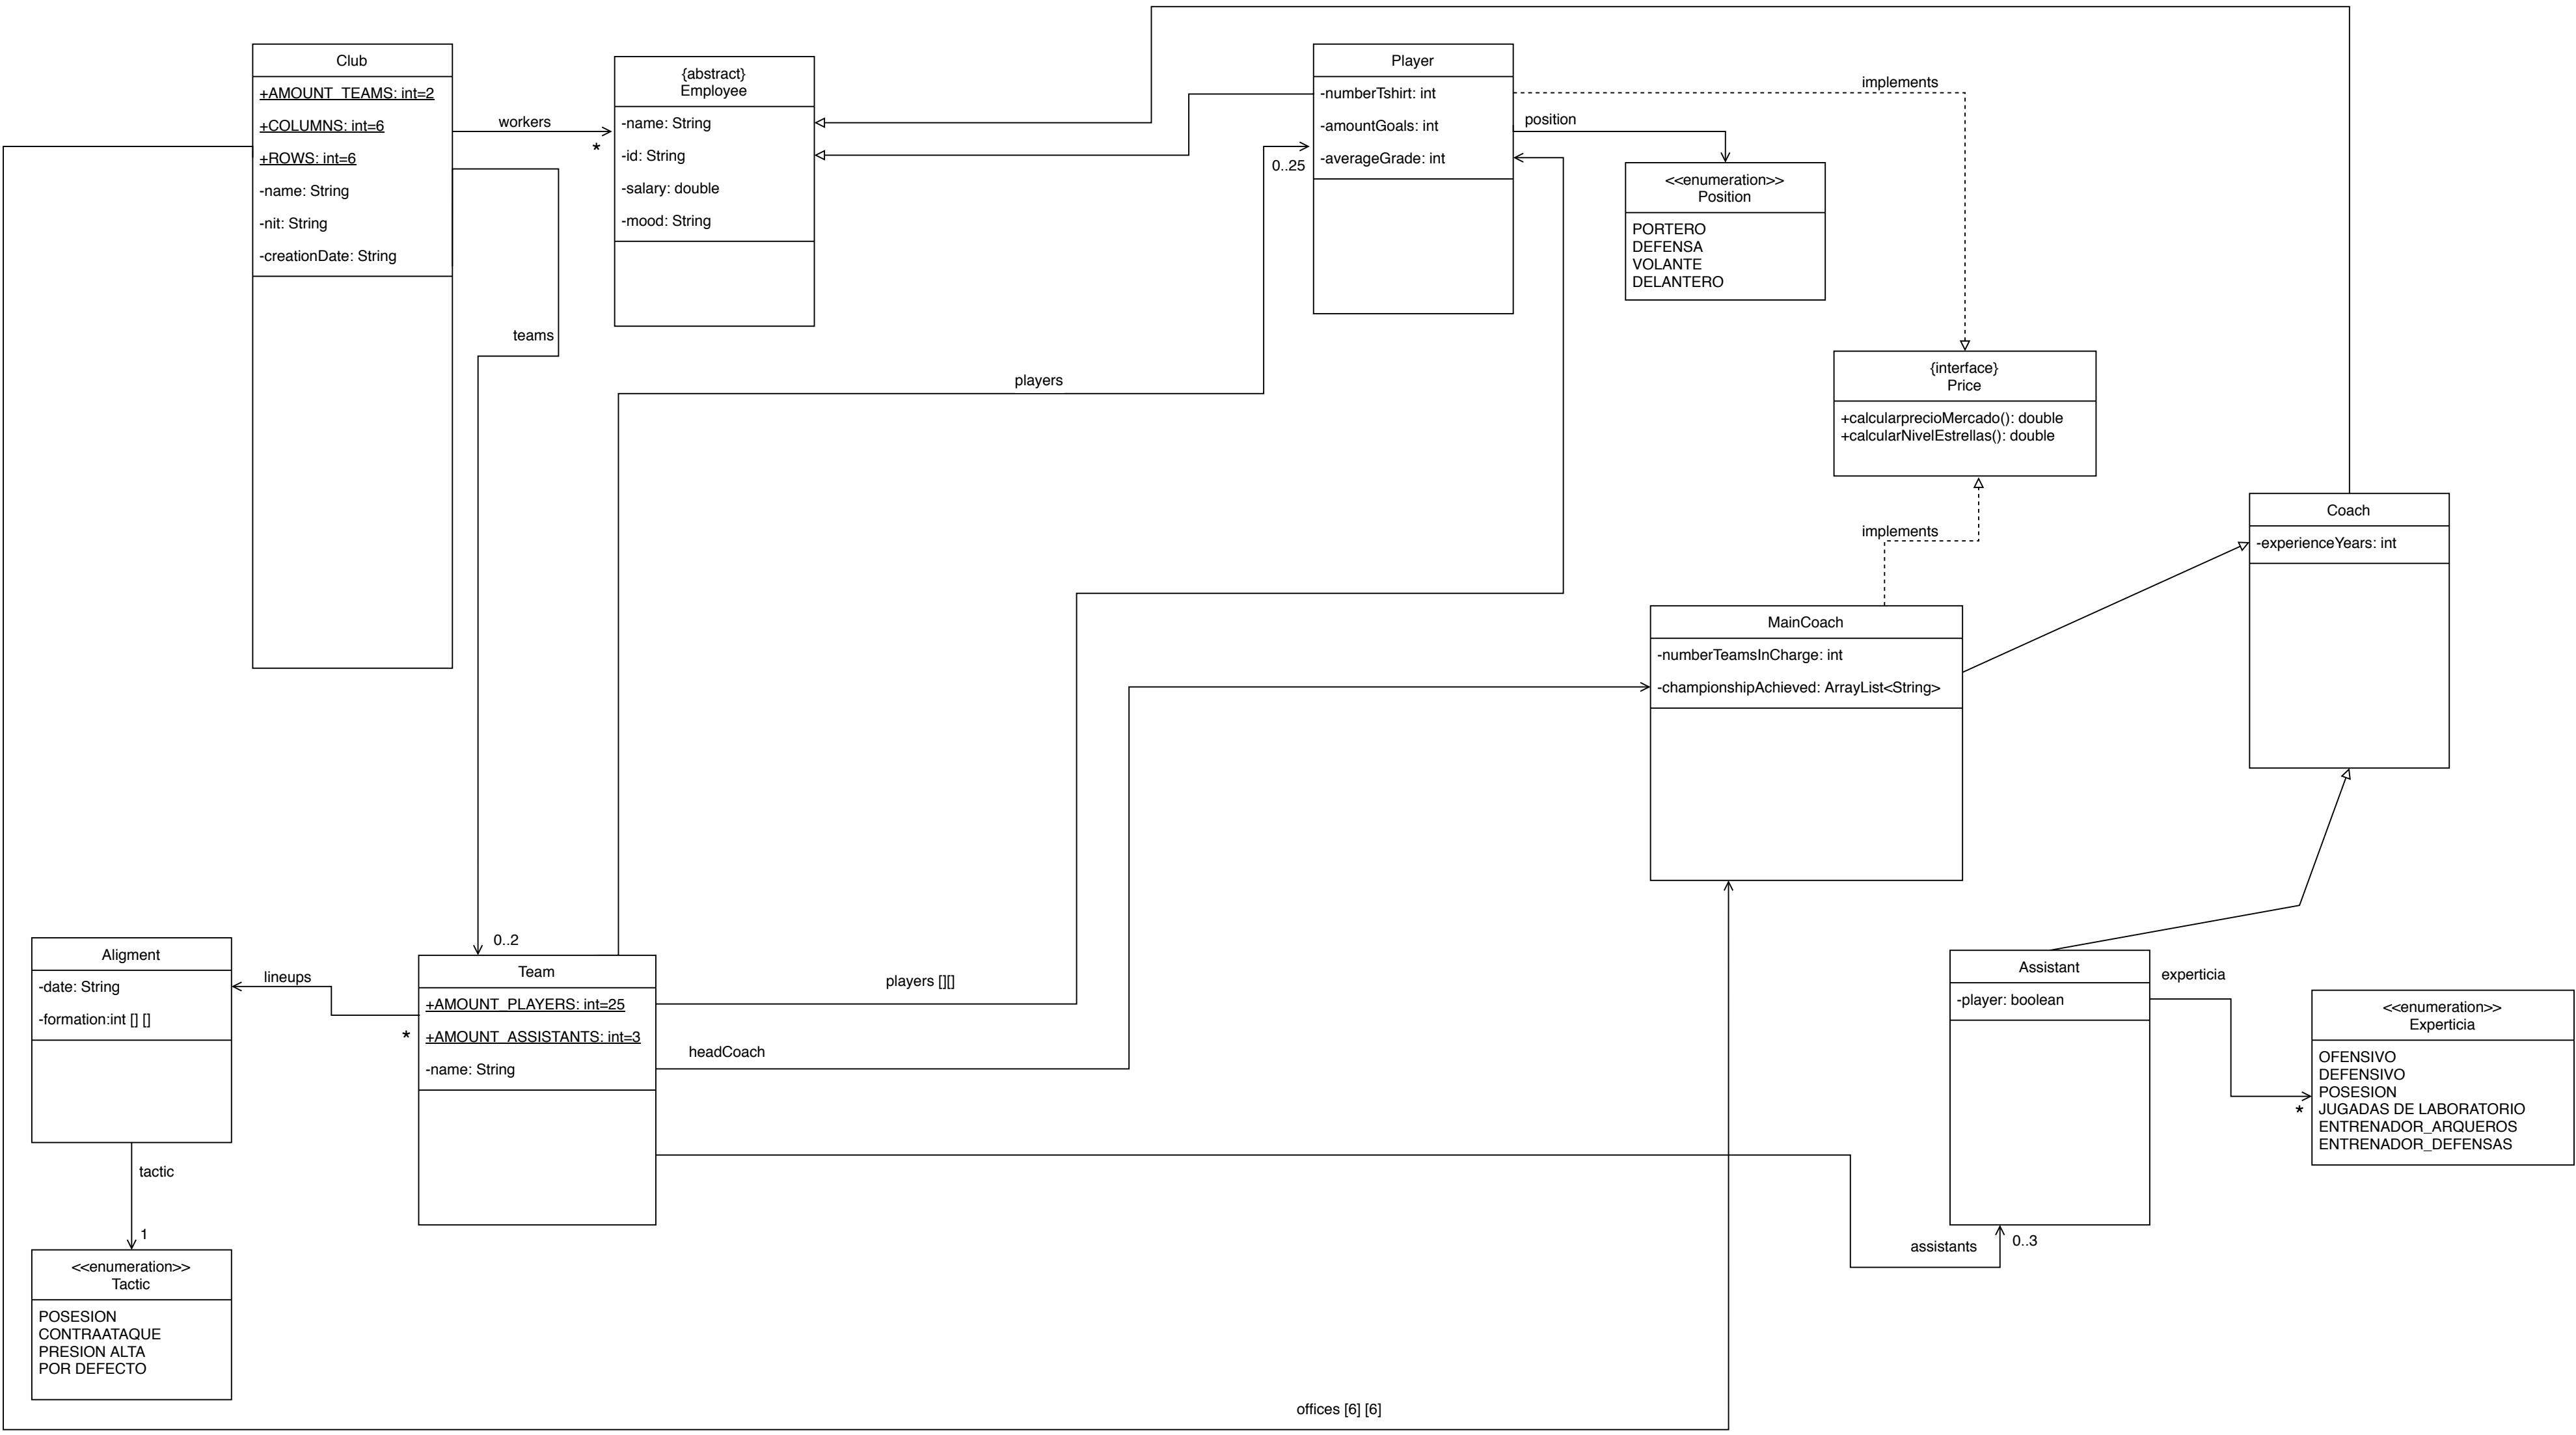 Club
+AMOUNT_TEAMS: int=2
+COLUMNS: int=6
+ROWS: int=6
-name: String
-nit: String
-creationDate: String
workers
*
teams
0..2
{abstract}
Employee
-name: String
-id: String
-salary: double
-mood: String
Player
-numberTshirt: int
-amountGoals: int
-averageGrade: int
0..25
players
position
<<enumeration>>
Position
PORTERO
DEFENSA
VOLANTE
DELANTERO
implements
{interface}
Price
+calcularprecioMercado(): double
+calcularNivelEstrellas(): double
implements
Coach
-experienceYears: int
MainCoach
-numberTeamsInCharge: int
-championshipAchieved: ArrayList<String>
Aligment
-date: String
-formation:int [] []
lineups
*
tactic
1
<<enumeration>>
Tactic
POSESION
CONTRAATAQUE
PRESION ALTA
POR DEFECTO
Team
+AMOUNT_PLAYERS: int=25
+AMOUNT_ASSISTANTS: int=3
-name: String
players [][]
headCoach
Assistant
-player: boolean
experticia
*
<<enumeration>>
Experticia
OFENSIVO
DEFENSIVO
POSESION
JUGADAS DE LABORATORIO
ENTRENADOR_ARQUEROS
ENTRENADOR_DEFENSAS
assistants
0..3
offices [6] [6]